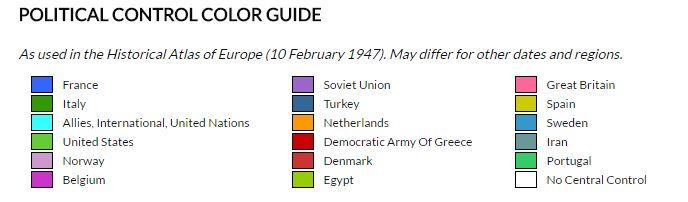 POLITICAL CONTROL COLOR GUIDE
As used in the Historical Atlas of Europe (10 February 1947). May differ for other dates and regions.
France
Italy
Allies, International, United Nations
United States
Norway
Belgium
Soviet Union
Turkey
Netherlands
Democratic Army Of Greece
Denmark
Egypt
Great Britain
Spain
Sweden
Iran
Portugal
No Central Control